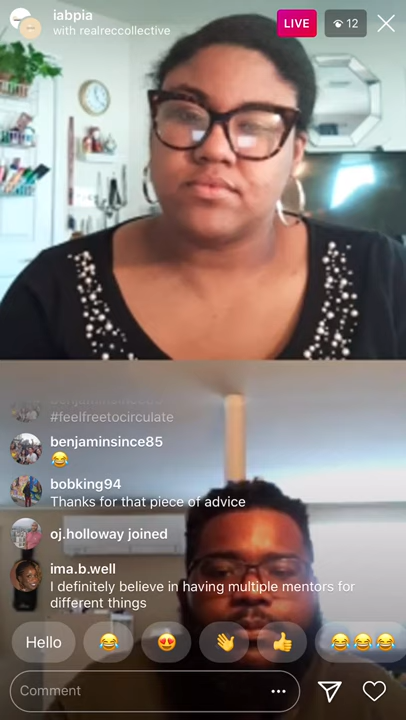 iabpia
with realreccollective
LIVE
12
#feelfreetocirculate
benjaminsince85
😂
bobking94
Thanks for that piece of advice
oj.holloway joined
ima.b.well
I definitely believe in having multiple mentors for
different things
Hello 😂 😍 👋 👍 😂😂😂
Comment